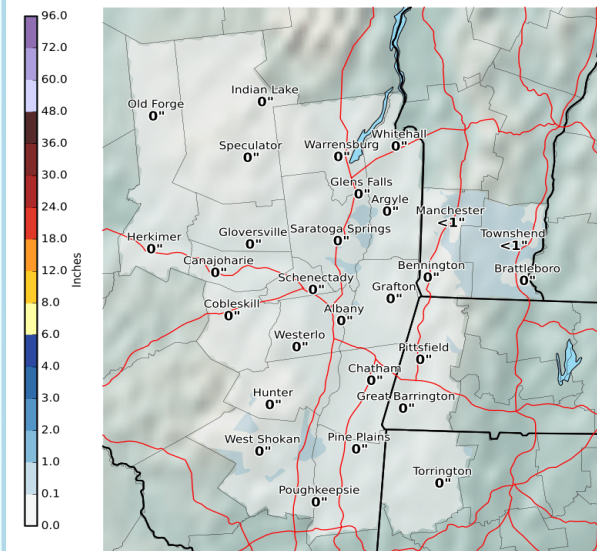 96.0
72.0
60.0
48.0
36.0
30.0
24.0
18.0
12.0
8.0
6.0
4.0
3.0
2.0
1.0
0.1
0.0
Inches
Indian Lake
0"
Old Forge
0"
Whitehall
0"
Speculator
0"
Warrensburg
0"
Glens Falls
0"
Argyle
0"
Manchester
<1"
Herkimer
0"
Gloversville
0"
Saratoga Springs
0"
Townshend
<1"
Canajoharie
0"
Bennington
0"
Brattleboro
0"
Schenectady
0"
Grafton
0"
Cobleskill
0"
Albany
0"
Westerlo
0"
Pittsfield
0"
Chatham
0"
Hunter
0"
Great Barrington
0"
West Shokan
0"
Pine Plains
0"
Torrington
0"
Poughkeepsie
0"